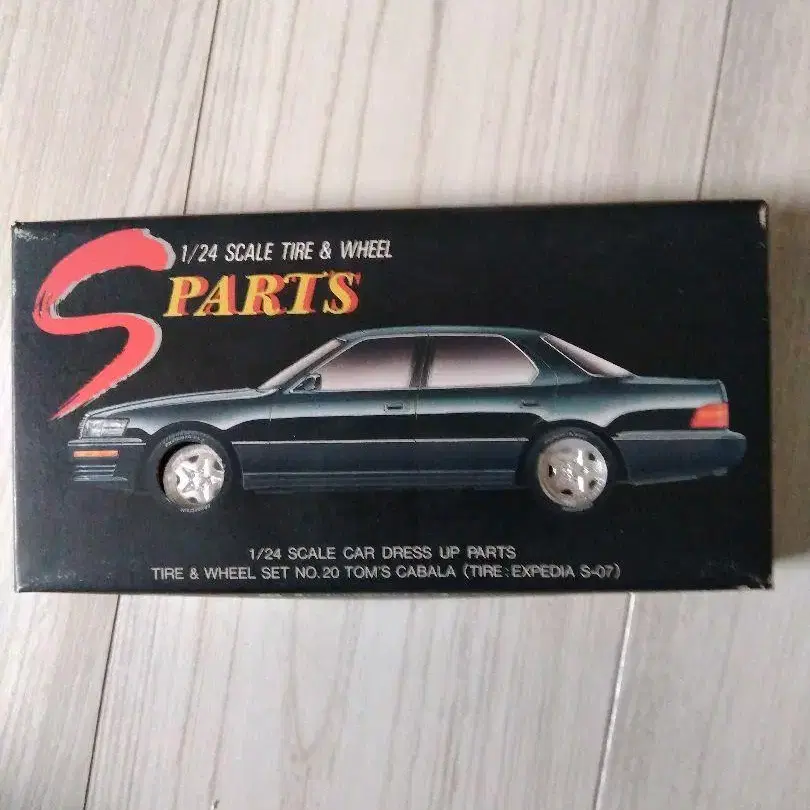 1/24 SCALE TIRE & WHEEL
S PARTS
1/24 SCALE CAR DRESS UP PARTS
TIRE & WHEEL SET NO.20 TOM'S CABALA (TIRE:EXPEDIA S-07)